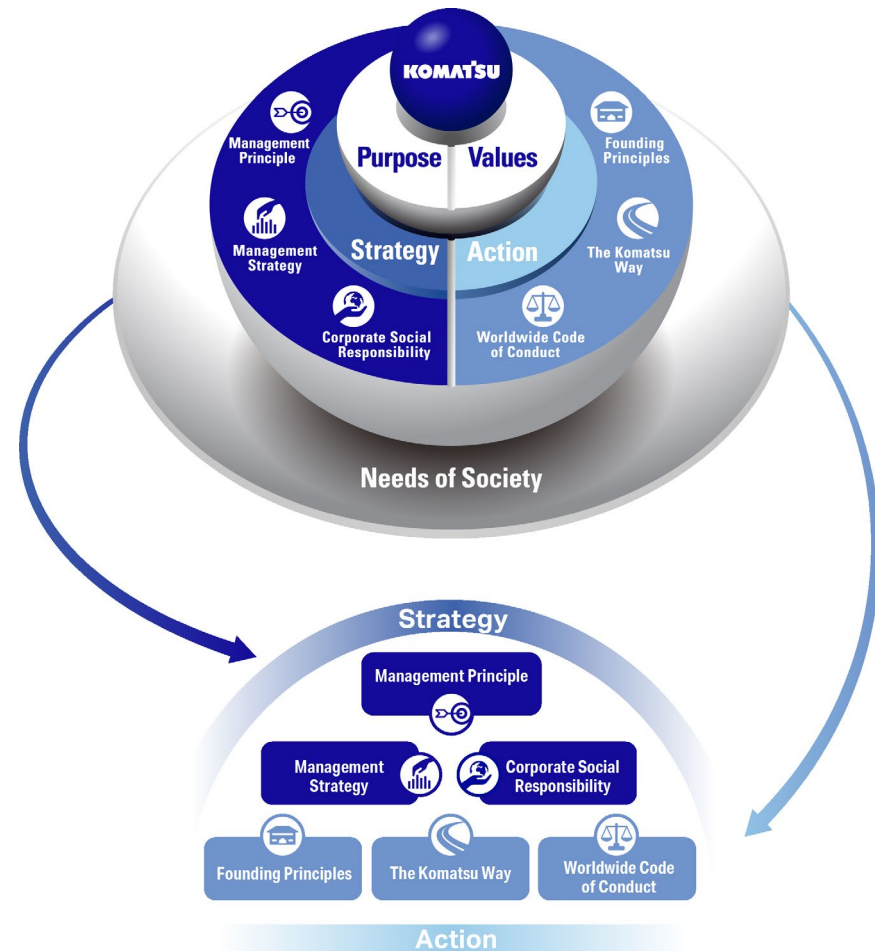 KOMATSU
Purpose
Values
Management
Principle
Founding
Principles
Management
Strategy
Strategy
Action
The Komatsu
Way
Corporate Social
Responsibility
Worldwide Code
of Conduct
Needs of Society
Strategy
Management Principle
Management
Strategy
Corporate Social
Responsibility
Founding Principles
The Komatsu Way
Worldwide Code
of Conduct
Action